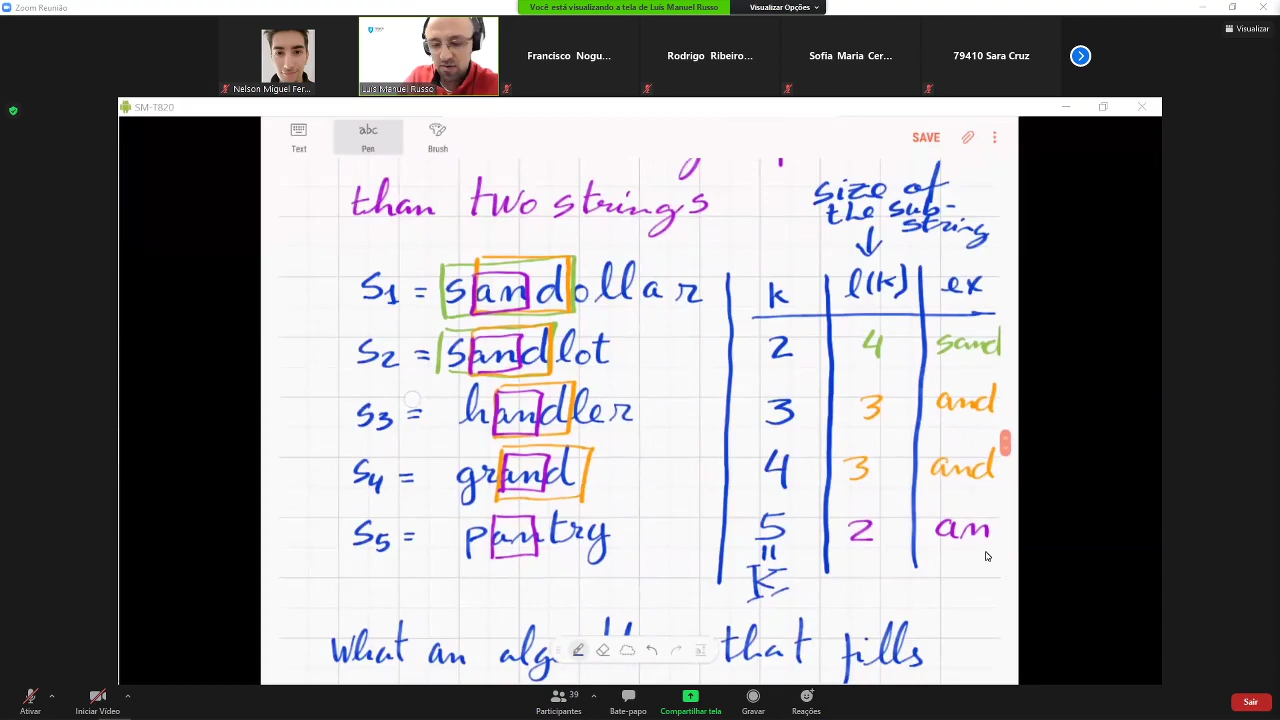 Zoom Reunião
Você está visualizando a tela de Luís Manuel Russo
Visualizar Opções
Visualizar
Nelson Miguel Fer...
Luís Manuel Russo
Francisco Nogu...
Rodrigo Ribeiro...
Sofia Maria Cer...
79410 Sara Cruz
SM-T820
Text
abc
Pen
Brush
SAVE
than two strings
size of
the sub-
string
S1 = sandollar
S2 = sandlot
S3 = handler
S4 = grand
S5 = pantry
k l(k) ex
2 4 sand
3 3 and
4 3 and
5 2 an
=
K
What an that fills
Ativar
Iniciar Vídeo
39
Participantes
Bate-papo
Compartilhar tela
Gravar
Reações
Sair